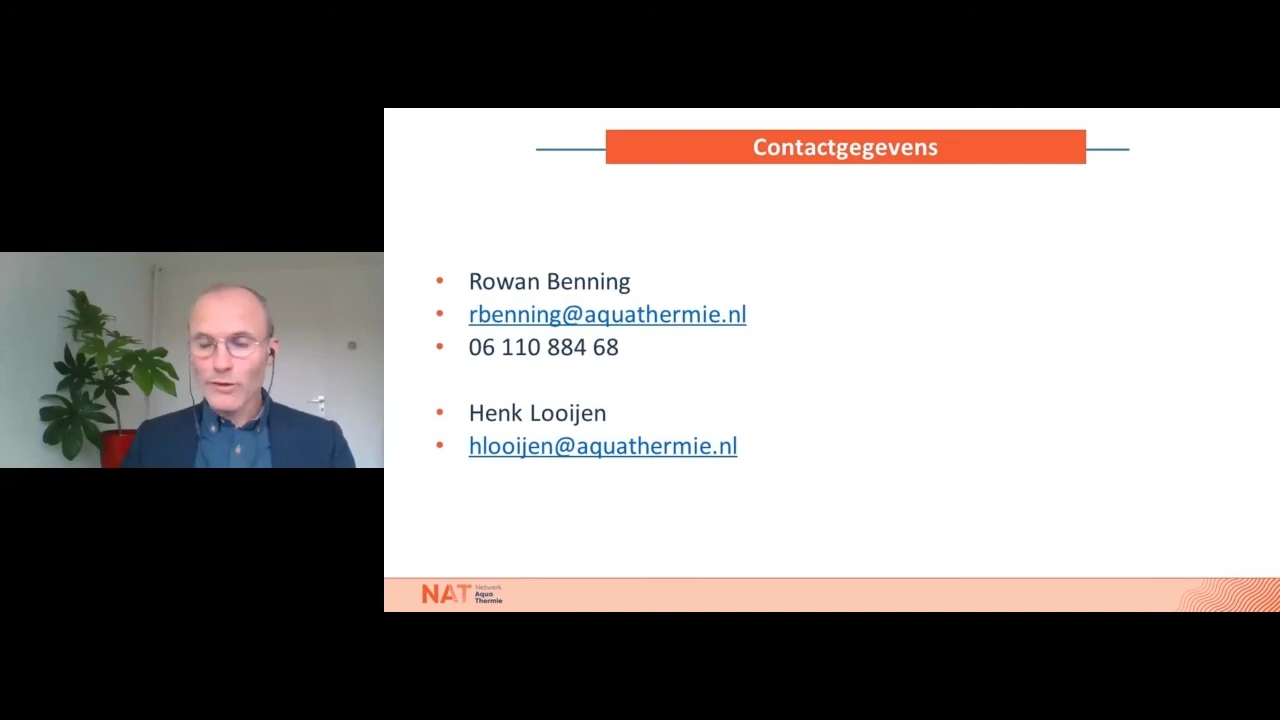 Contactgegevens
• Rowan Benning
• rbenning@aquathermie.nl
• 06 110 884 68
• Henk Looijen
• hlooijen@aquathermie.nl
NAT
Netwerk
Aqua
Thermie